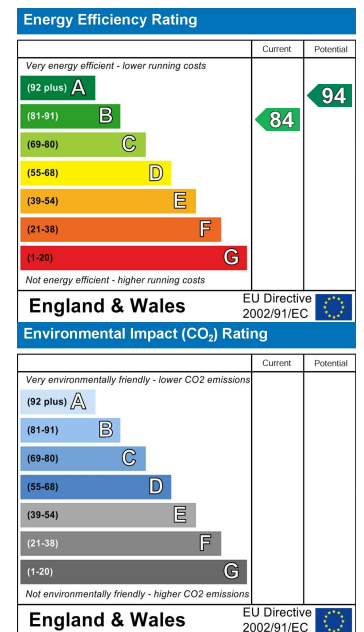 Energy Efficiency Rating
Current Potential
Very energy efficient - lower running costs
(92 plus) A
(81-91) B
(69-80) C
(55-68) D
(39-54) E
(21-38) F
(1-20) G
84
94
Not energy efficient - higher running costs
England & Wales
EU Directive
2002/91/EC
Environmental Impact (CO₂) Rating
Current Potential
Very environmentally friendly - lower CO2 emissions
(92 plus) A
(81-91) B
(69-80) C
(55-68) D
(39-54) E
(21-38) F
(1-20) G
Not environmentally friendly - higher CO2 emissions
England & Wales
EU Directive
2002/91/EC